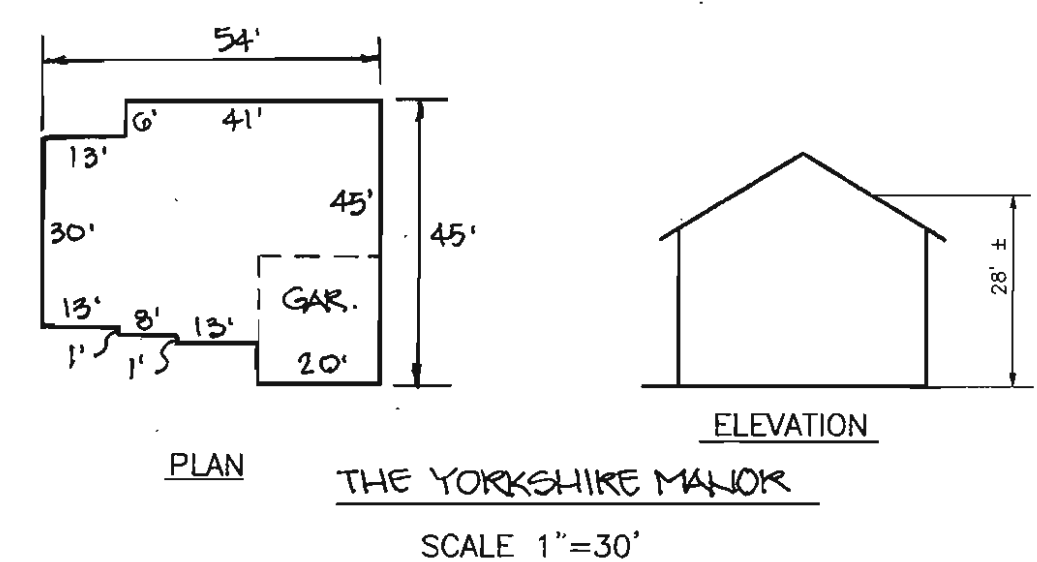 54'
6'
41'
13'
45'
30'
45'
28' ±
GAR.
13'
8'
13'
1'
1'
20'
ELEVATION
PLAN
THE YORKSHIRE MANOR
SCALE 1"=30'